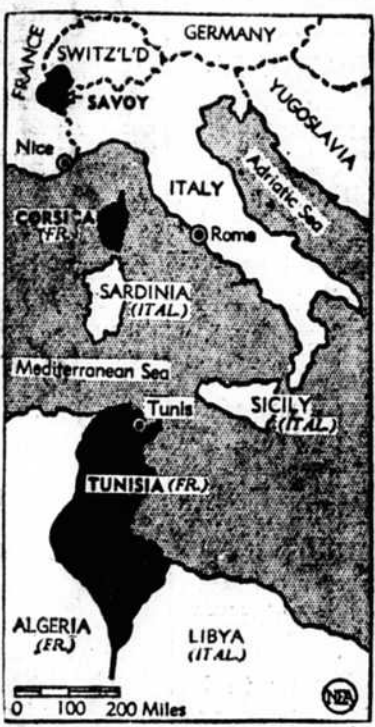 GERMANY
SWITZ'L'D
FRANCE
SAVOY
YUGOSLAVIA
Nice
Adriatic Sea
ITALY
CORSICA
(FR.)
Rome
SARDINIA
(ITAL.)
Mediterranean Sea
Tunis
SICILY
(ITAL.)
TUNISIA (FR.)
ALGERIA
(FR.)
LIBYA
(ITAL.)
0 100 200 Miles
NEA